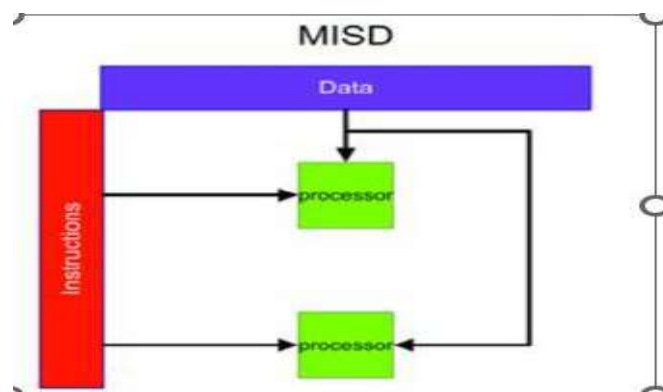 MISD
Data
Instructions
processor
processor